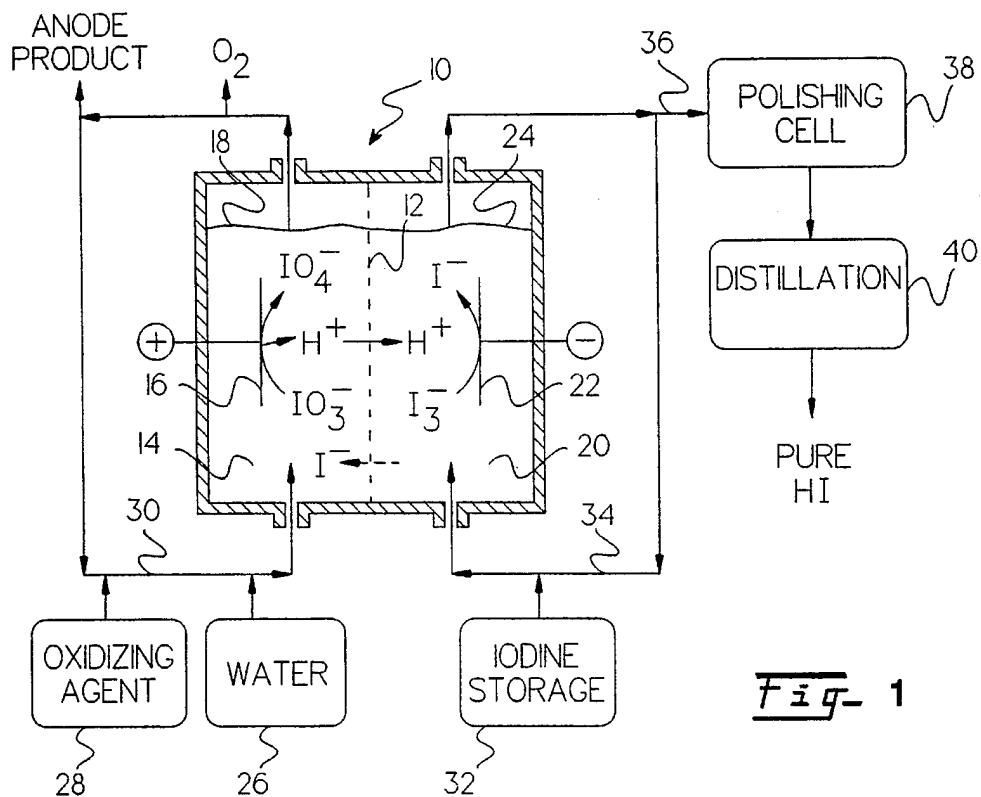 ANODE
PRODUCT
O2
10
36
POLISHING
CELL
38
18
24
12
IO4−
I−
DISTILLATION
40
+
H+
H+
−
16
IO3−
I3−
22
14
I−
20
PURE
HI
30
34
OXIDIZING
AGENT
WATER
IODINE
STORAGE
28
26
32
Fig- 1